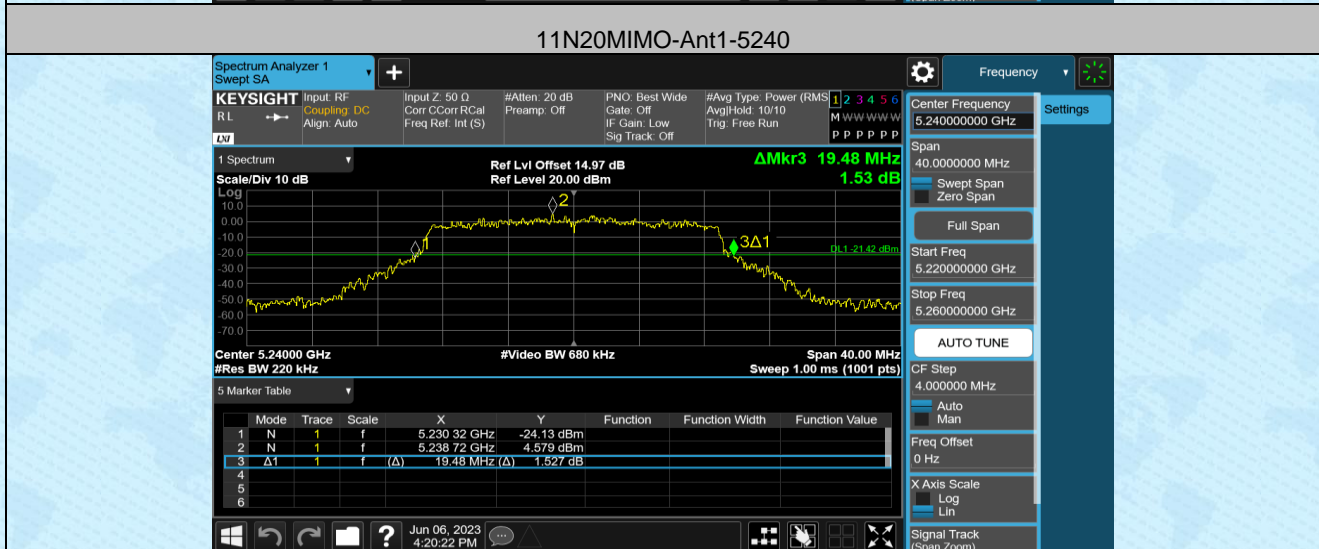 11N20MIMO-Ant1-5240
Spectrum Analyzer 1
Swept SA
Frequency
KEYSIGHT
R L
LXI
Input: RF
Coupling: DC
Align: Auto
Input Z: 50 Ω
Corr CCorr RCal
Freq Ref: Int (S)
#Atten: 20 dB
Preamp: Off
PNO: Best Wide
Gate: Off
IF Gain: Low
Sig Track: Off
#Avg Type: Power (RMS
Avg|Hold: 10/10
Trig: Free Run
1 2 3 4 5 6
M W W W W W
P P P P P P
Center Frequency
5.240000000 GHz
Settings
Span
40.0000000 MHz
Swept Span
Zero Span
Full Span
Start Freq
5.220000000 GHz
Stop Freq
5.260000000 GHz
AUTO TUNE
CF Step
4.000000 MHz
Auto
Man
Freq Offset
0 Hz
X Axis Scale
Log
Lin
Signal Track
(Span Zoom)
1 Spectrum
Scale/Div 10 dB
Ref Lvl Offset 14.97 dB
Ref Level 20.00 dBm
ΔMkr3 19.48 MHz
1.53 dB
Log
10.0
0.00
-10.0
-20.0
-30.0
-40.0
-50.0
-60.0
-70.0
1
2
3Δ1
DL1 -21.42 dBm
Center 5.24000 GHz
#Video BW 680 kHz
Span 40.00 MHz
#Res BW 220 kHz
Sweep 1.00 ms (1001 pts)
5 Marker Table
Mode Trace Scale X Y Function Function Width Function Value
1 N 1 f 5.230 32 GHz -24.13 dBm
2 N 1 f 5.238 72 GHz 4.579 dBm
3 Δ1 1 f (Δ) 19.48 MHz (Δ) 1.527 dB
4
5
6
?
Jun 06, 2023
4:20:22 PM